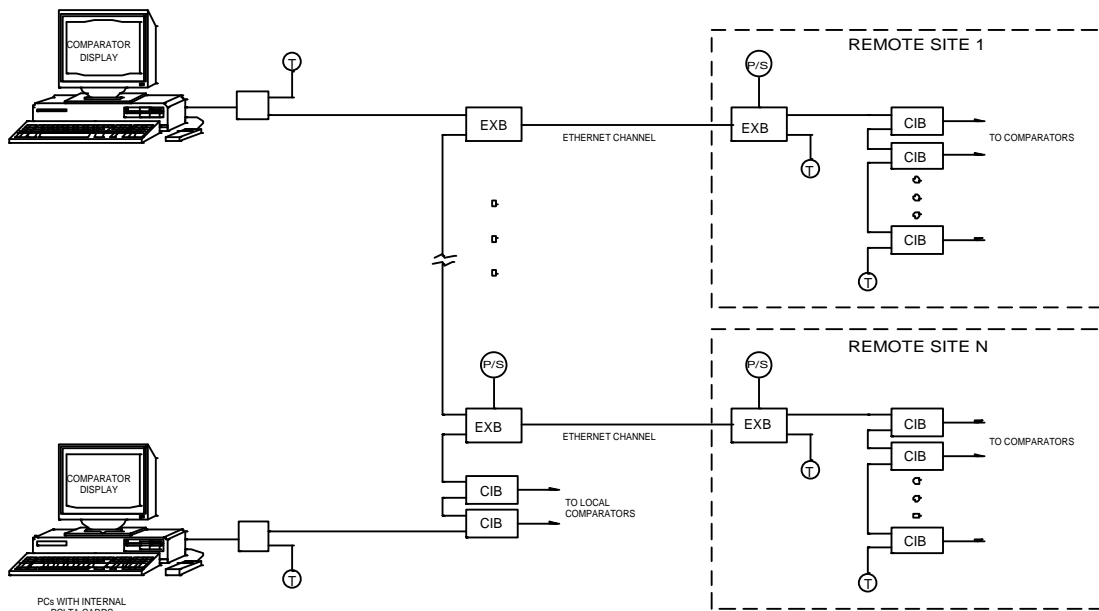 COMPARATOR
DISPLAY
T
EXB
ETHERNET CHANNEL
REMOTE SITE 1
P/S
EXB
T
CIB
TO COMPARATORS
CIB
CIB
T
P/S
EXB
ETHERNET CHANNEL
CIB
CIB
TO LOCAL
COMPARATORS
REMOTE SITE N
P/S
EXB
T
CIB
TO COMPARATORS
CIB
CIB
T
COMPARATOR
DISPLAY
T
PCs WITH INTERNAL